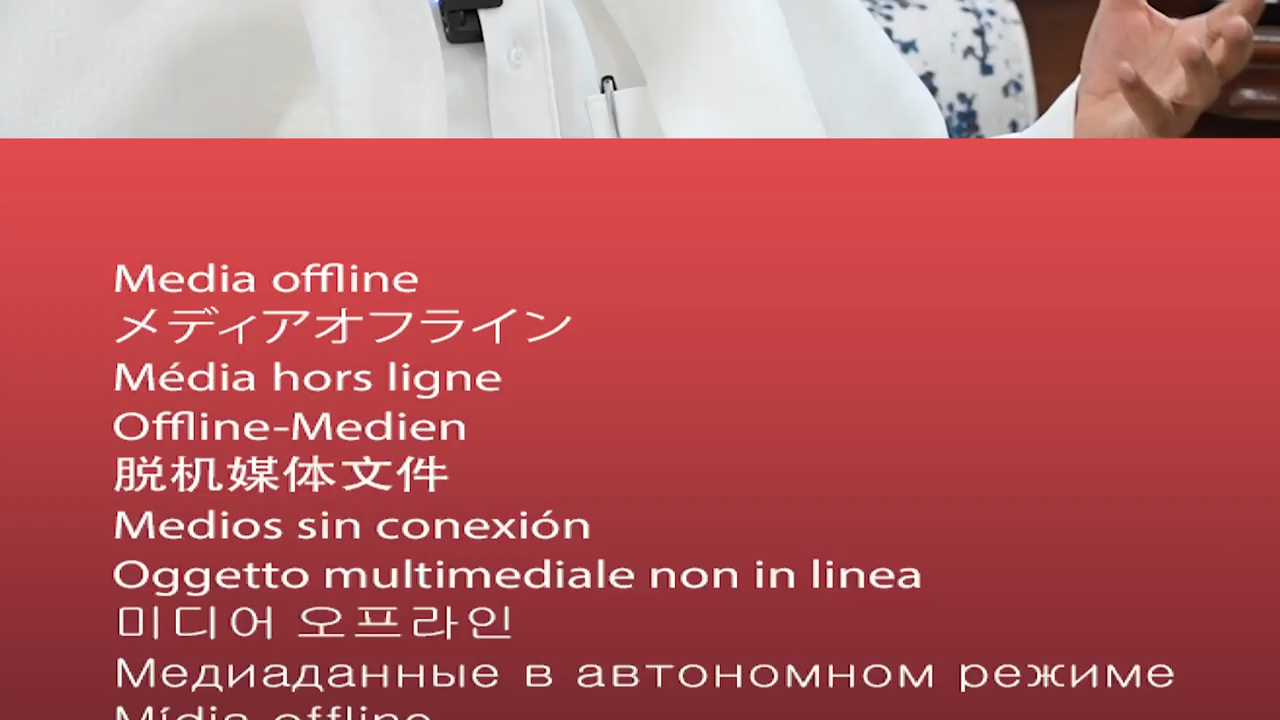 Media offline
メディアオフライン
Média hors ligne
Offline-Medien
脱机媒体文件
Medios sin conexión
Oggetto multimediale non in linea
미디어 오프라인
Медиаданные в автономном режиме
Mídia offline